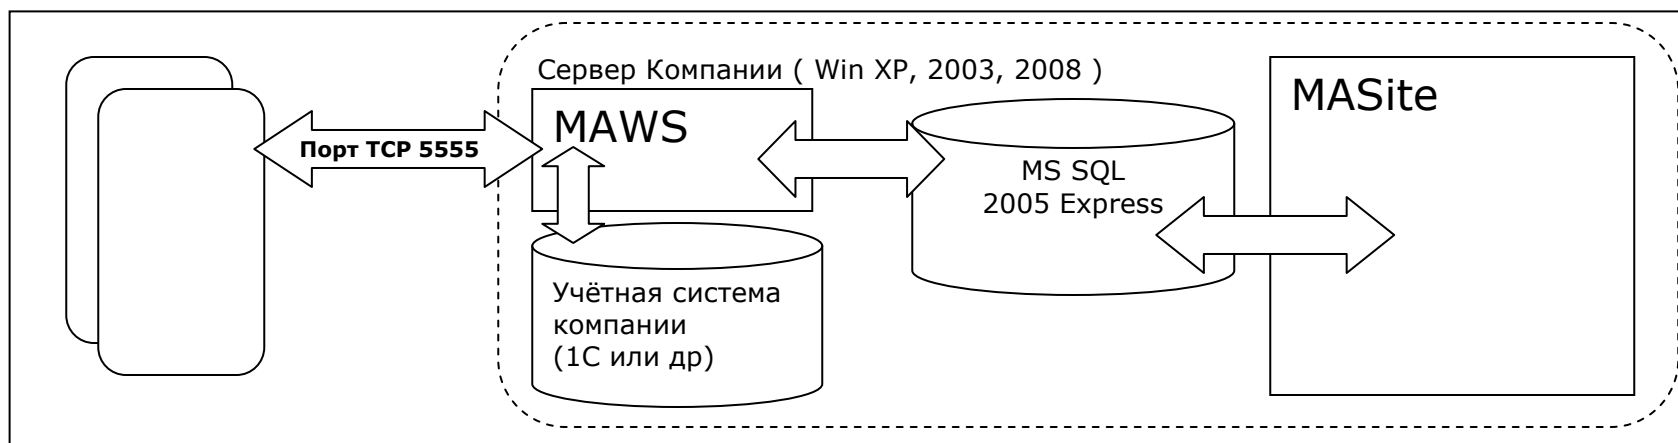 Сервер Компании ( Win XP, 2003, 2008 )
MASite
MAWS
Порт TCP 5555
MS SQL
2005 Express
Учётная система
компании
(1С или др)